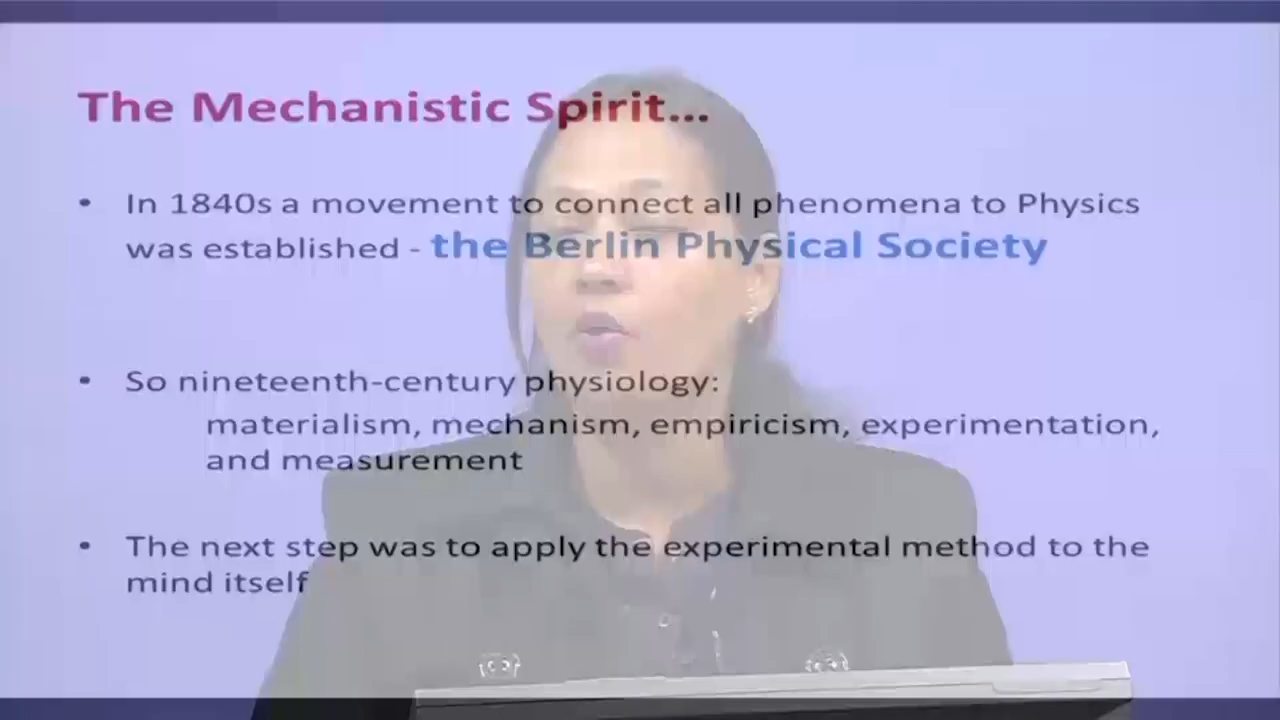 The Mechanistic Spirit...
• In 1840s a movement to connect all phenomena to Physics
was established - the Berlin Physical Society
• So nineteenth-century physiology:
materialism, mechanism, empiricism, experimentation,
and measurement
• The next step was to apply the experimental method to the
mind itself